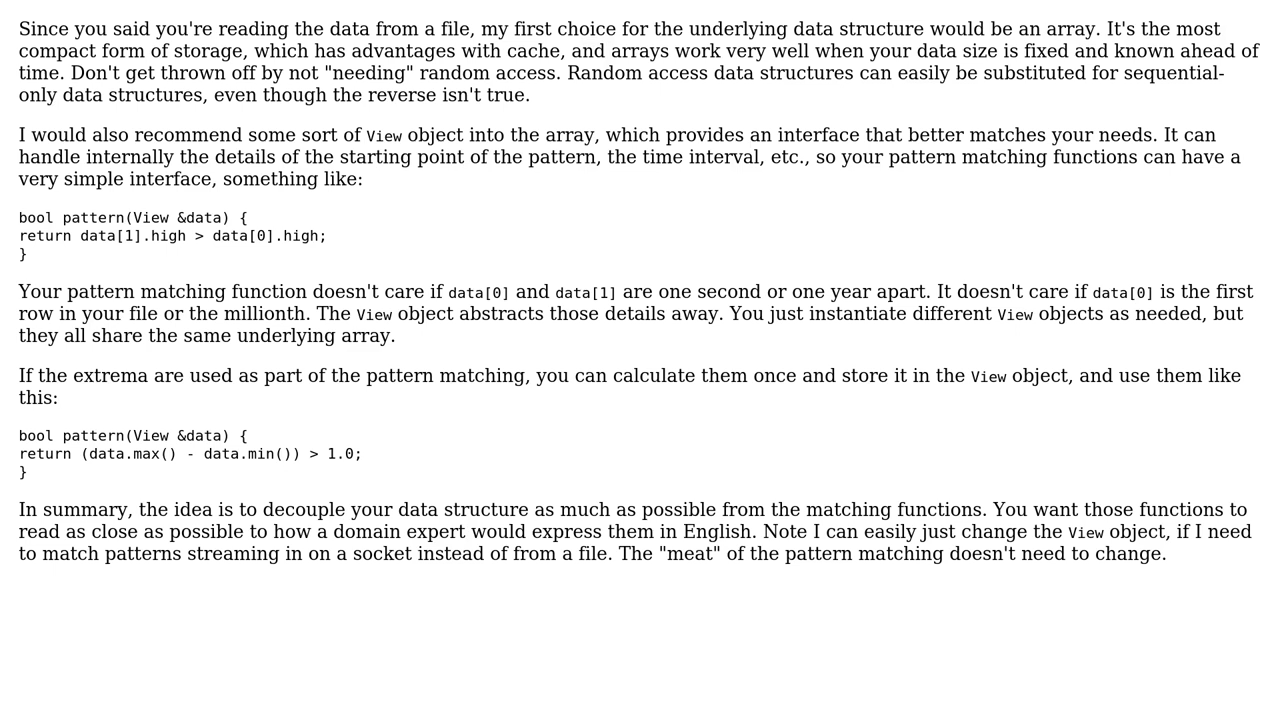 Since you said you're reading the data from a file, my first choice for the underlying data structure would be an array. It's the most
compact form of storage, which has advantages with cache, and arrays work very well when your data size is fixed and known ahead of
time. Don't get thrown off by not "needing" random access. Random access data structures can easily be substituted for sequential-
only data structures, even though the reverse isn't true.
I would also recommend some sort of View object into the array, which provides an interface that better matches your needs. It can
handle internally the details of the starting point of the pattern, the time interval, etc., so your pattern matching functions can have a
very simple interface, something like:
bool pattern(View &data) {
return data[1].high > data[0].high;
}
Your pattern matching function doesn't care if data[0] and data[1] are one second or one year apart. It doesn't care if data[0] is the first
row in your file or the millionth. The View object abstracts those details away. You just instantiate different View objects as needed, but
they all share the same underlying array.
If the extrema are used as part of the pattern matching, you can calculate them once and store it in the View object, and use them like
this:
bool pattern(View &data) {
return (data.max() - data.min()) > 1.0;
}
In summary, the idea is to decouple your data structure as much as possible from the matching functions. You want those functions to
read as close as possible to how a domain expert would express them in English. Note I can easily just change the View object, if I need
to match patterns streaming in on a socket instead of from a file. The "meat" of the pattern matching doesn't need to change.